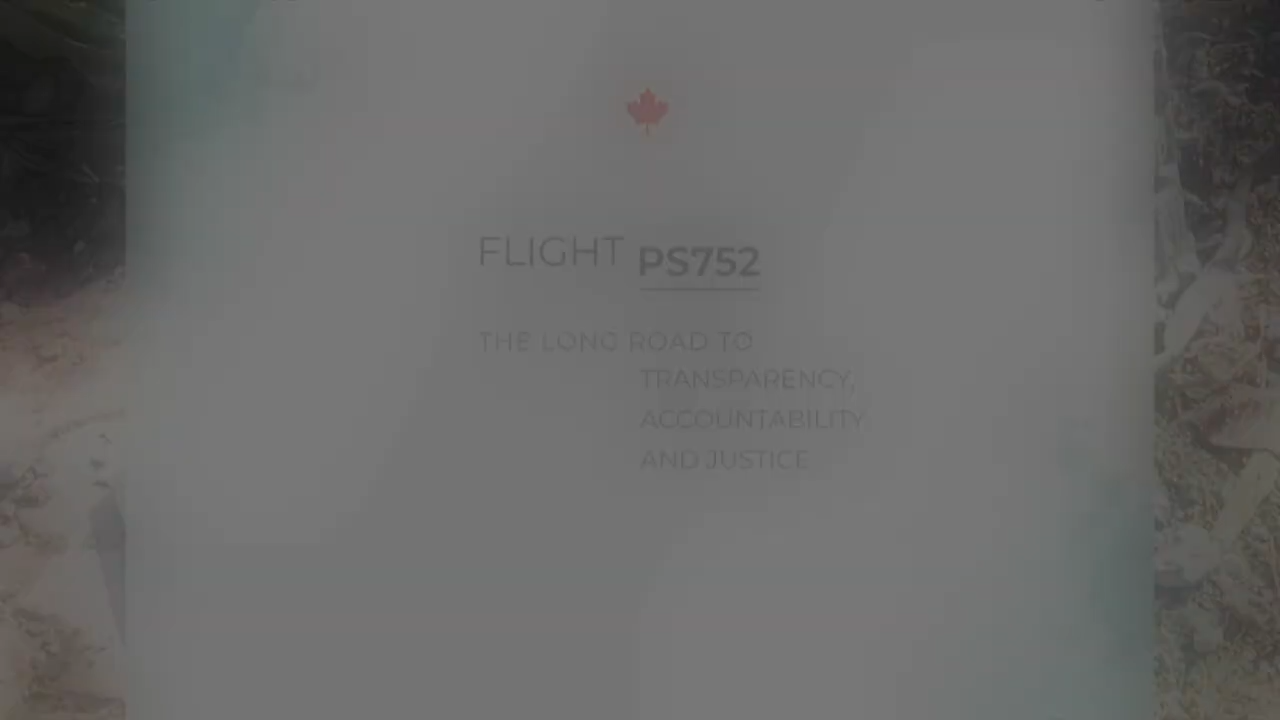 FLIGHT PS752
THE LONG ROAD TO
TRANSPARENCY,
ACCOUNTABILITY
AND JUSTICE